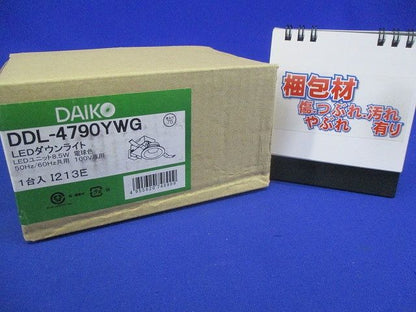 DAIKO
DDL-4790YWG
LEDダウンライト
LEDユニット8.5W 電球色
50Hz/60Hz共用 100V専用
1台入 I213E
梱包材
傷つぶれ、汚れ
やぶれ 有り